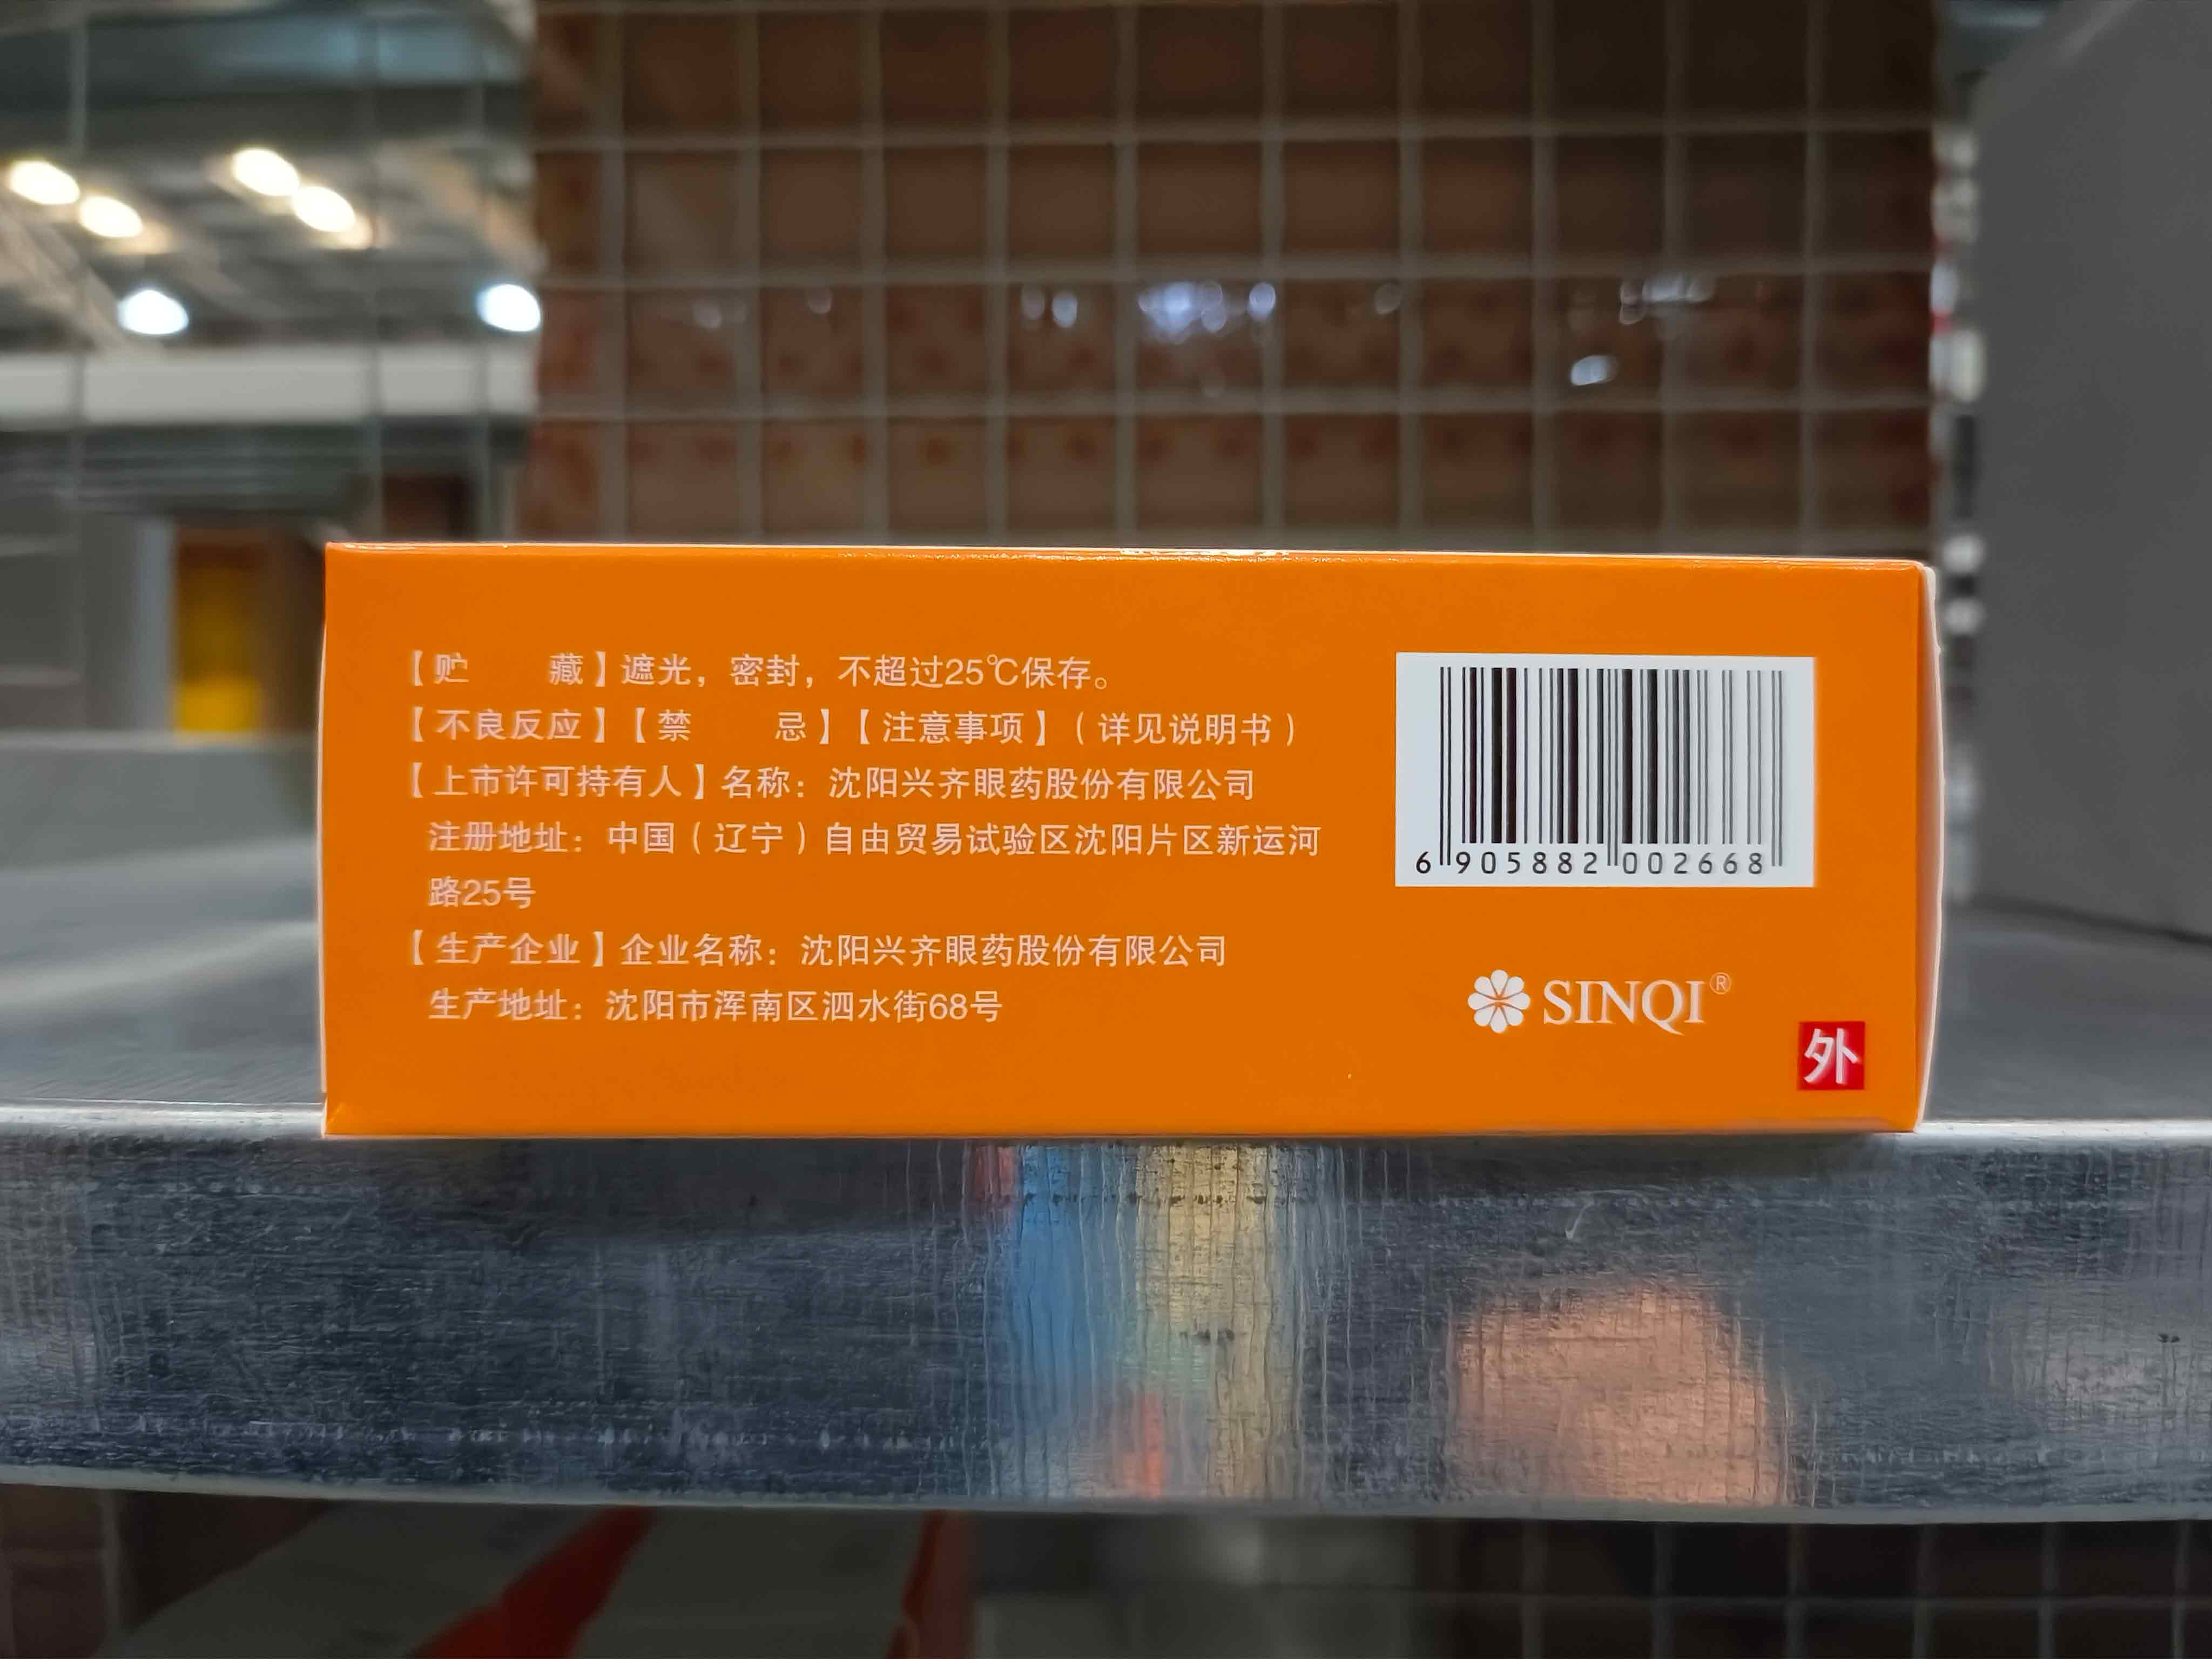 【贮　　藏】遮光，密封，不超过25℃保存。
【不良反应】【禁　　忌】【注意事项】（详见说明书）
【上市许可持有人】名称：沈阳兴齐眼药股份有限公司
注册地址：中国（辽宁）自由贸易试验区沈阳片区新运河
路25号
【生产企业】企业名称：沈阳兴齐眼药股份有限公司
生产地址：沈阳市浑南区泗水街68号
6 905882 002668
SINQI®
外